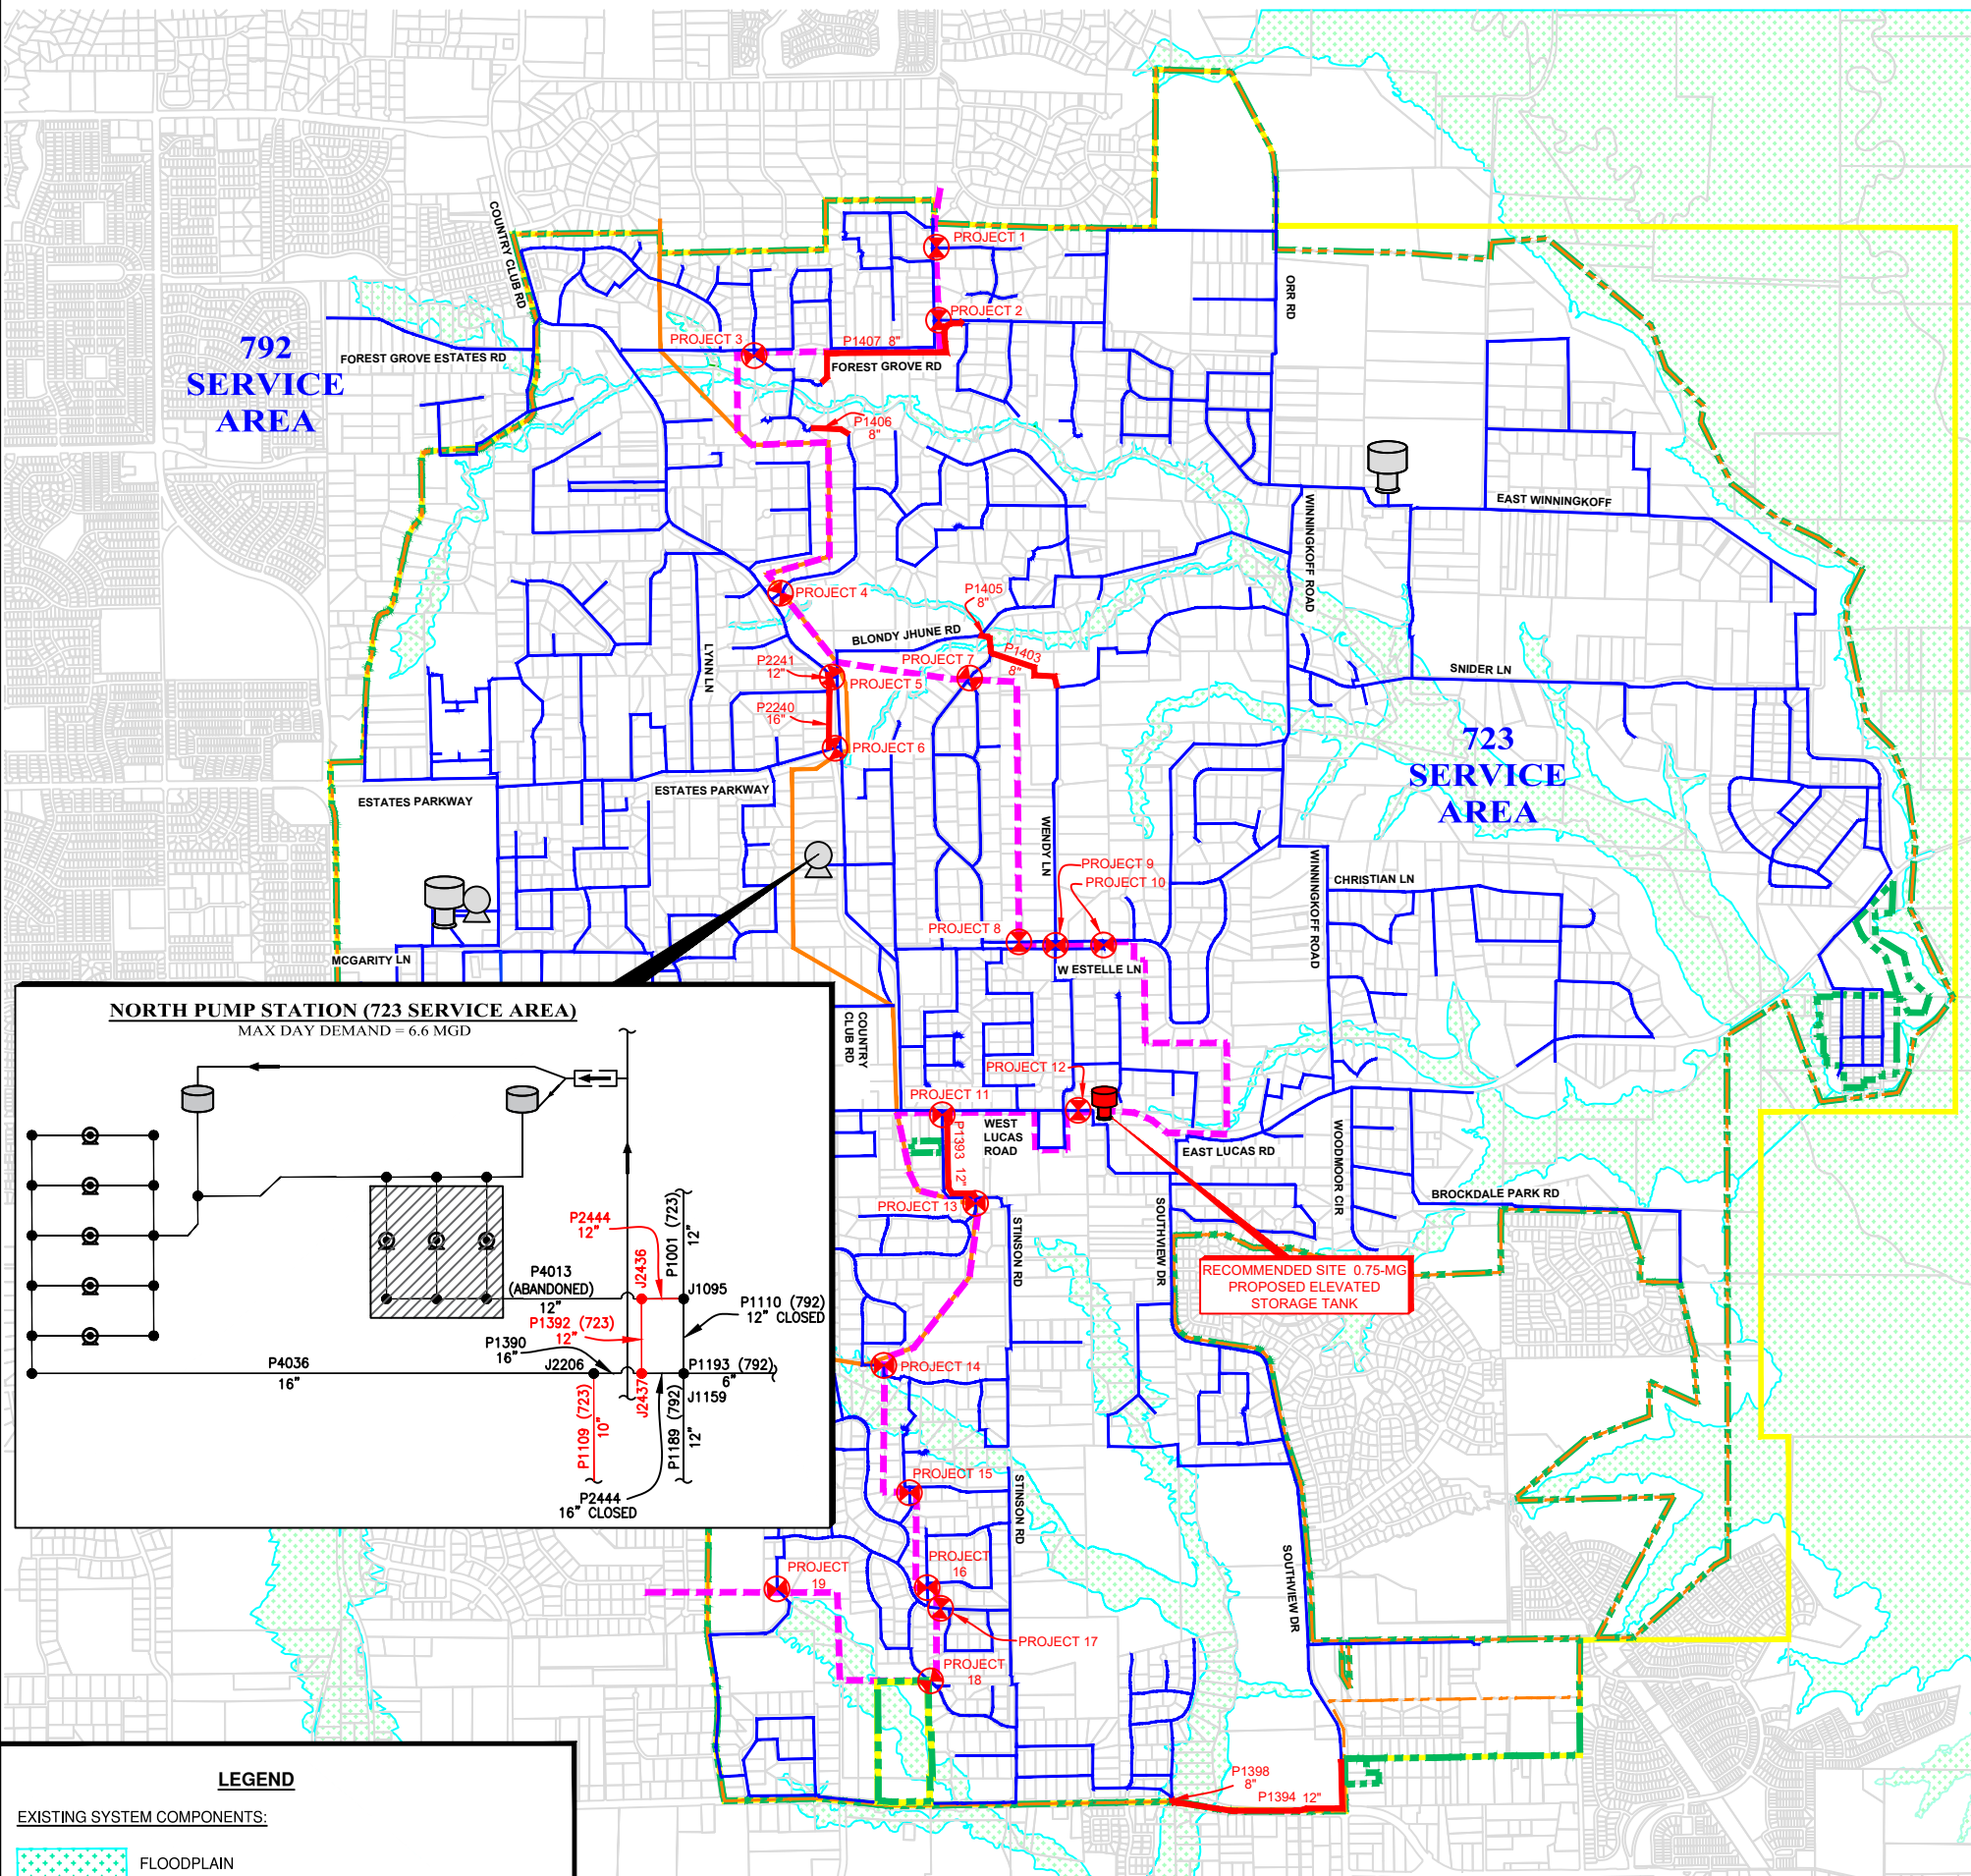 PROJECT 1
COUNTRY CLUB RD
ORR RD
PROJECT 2
792
SERVICE
AREA
PROJECT 3
P1407 8"
FOREST GROVE ESTATES RD
FOREST GROVE RD
P1406
8"
EAST WINNINGKOFF
WINNINGKOFF ROAD
PROJECT 4
P1405
8"
BLONDY JHUNE RD
LYNN LN
P2241
12"
PROJECT 5
PROJECT 7
P1403
8"
SNIDER LN
P2240
16"
PROJECT 6
723
SERVICE
AREA
ESTATES PARKWAY
ESTATES PARKWAY
WENDY LN
PROJECT 9
PROJECT 10
WINNINGKOFF ROAD
CHRISTIAN LN
PROJECT 8
W ESTELLE LN
MCGARITY LN
COUNTRY
CLUB RD
PROJECT 12
PROJECT 11
P1393 12"
WEST
LUCAS
ROAD
EAST LUCAS RD
WOODMOOR CIR
BROCKDALE PARK RD
PROJECT 13
STINSON RD
SOUTHVIEW DR
RECOMMENDED SITE 0.75-MG
PROPOSED ELEVATED
STORAGE TANK
PROJECT 14
PROJECT 15
STINSON RD
PROJECT
16
PROJECT
19
SOUTHVIEW DR
PROJECT 17
PROJECT
18
P1398
8"
P1394 12"
NORTH PUMP STATION (723 SERVICE AREA)
MAX DAY DEMAND = 6.6 MGD
P2444
12"
P1001 (723)
12"
J2436
P4013
(ABANDONED)
12"
J1095
P1110 (792)
12" CLOSED
P1392 (723)
12"
P1390
16"
P4036
16"
J2206
P1193 (792)
6"
J1159
J2437
P1109 (723)
10"
P1189 (792)
12"
P2444
16" CLOSED
LEGEND
EXISTING SYSTEM COMPONENTS:
FLOODPLAIN